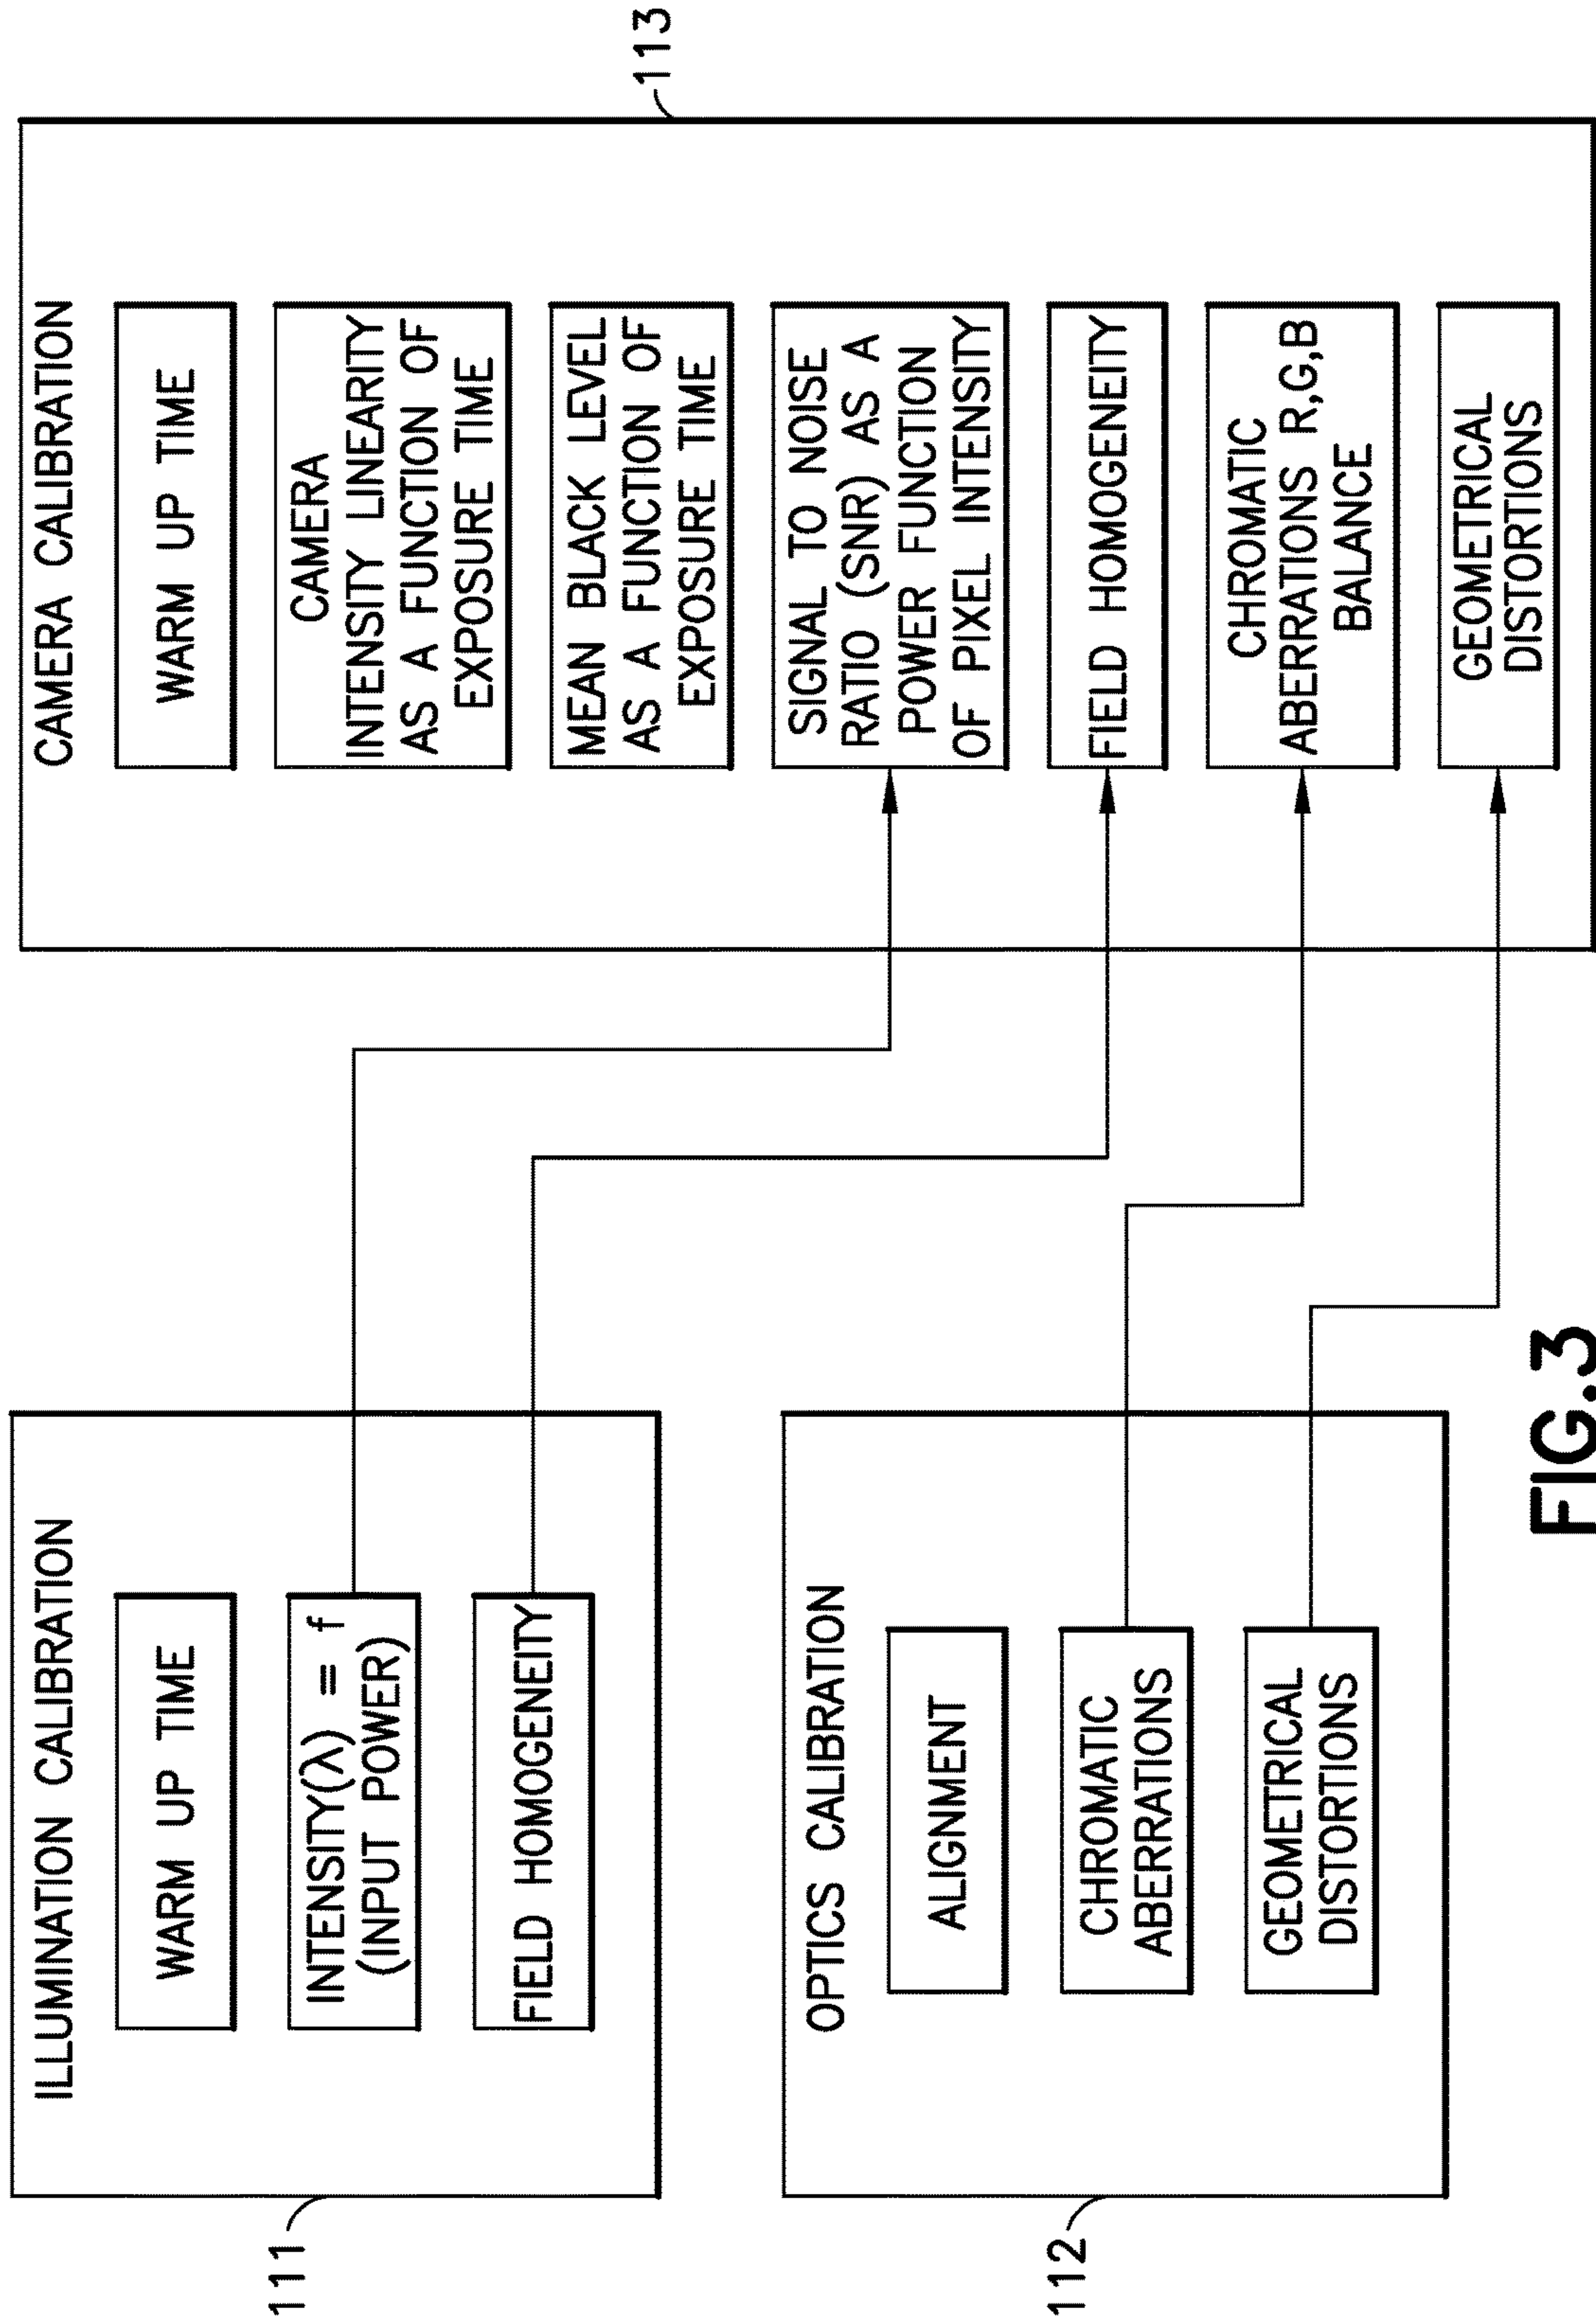 111
ILLUMINATION CALIBRATION
WARM UP TIME
INTENSITY(λ) = f
(INPUT POWER)
FIELD HOMOGENEITY
112
OPTICS CALIBRATION
ALIGNMENT
CHROMATIC
ABERRATIONS
GEOMETRICAL
DISTORTIONS
113
CAMERA CALIBRATION
WARM UP TIME
CAMERA
INTENSITY LINEARITY
AS A FUNCTION OF
EXPOSURE TIME
MEAN BLACK LEVEL
AS A FUNCTION OF
EXPOSURE TIME
SIGNAL TO NOISE
RATIO (SNR) AS A
POWER FUNCTION
OF PIXEL INTENSITY
FIELD HOMOGENEITY
CHROMATIC
ABERRATIONS R,G,B
BALANCE
GEOMETRICAL
DISTORTIONS
FIG.3